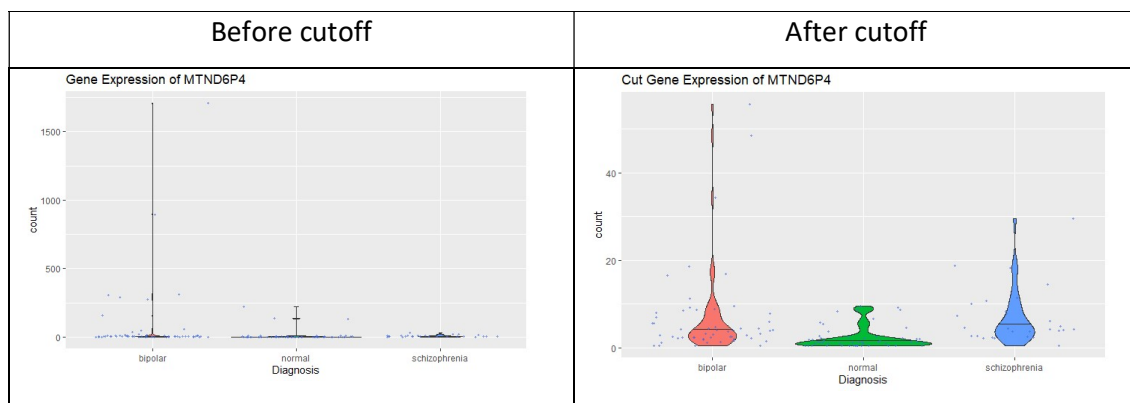 Before cutoff
After cutoff
Gene Expression of MTND6P4
1500
1000
500
0
count
bipolar
normal
schizophrenia
Diagnosis
Cut Gene Expression of MTND6P4
40
20
0
count
bipolar
normal
schizophrenia
Diagnosis